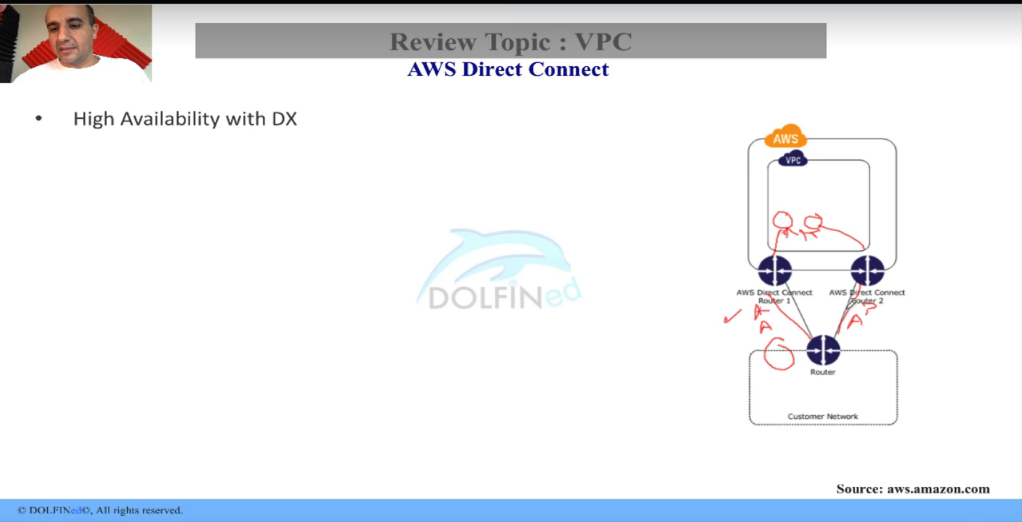 Review Topic : VPC
AWS Direct Connect
• High Availability with DX
AWS
VPC
AWS Direct Connect
Router 1
AWS Direct Connect
Router 2
A
A
A
Router
Customer Network
DOLFINed
Source: aws.amazon.com
© DOLFINed©, All rights reserved.